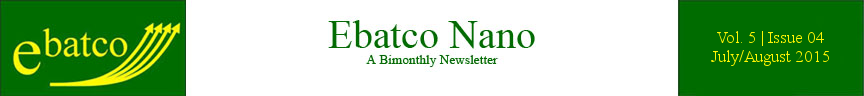 ebatco
Ebatco Nano
A Bimonthly Newsletter
Vol. 5 | Issue 04
July/August 2015